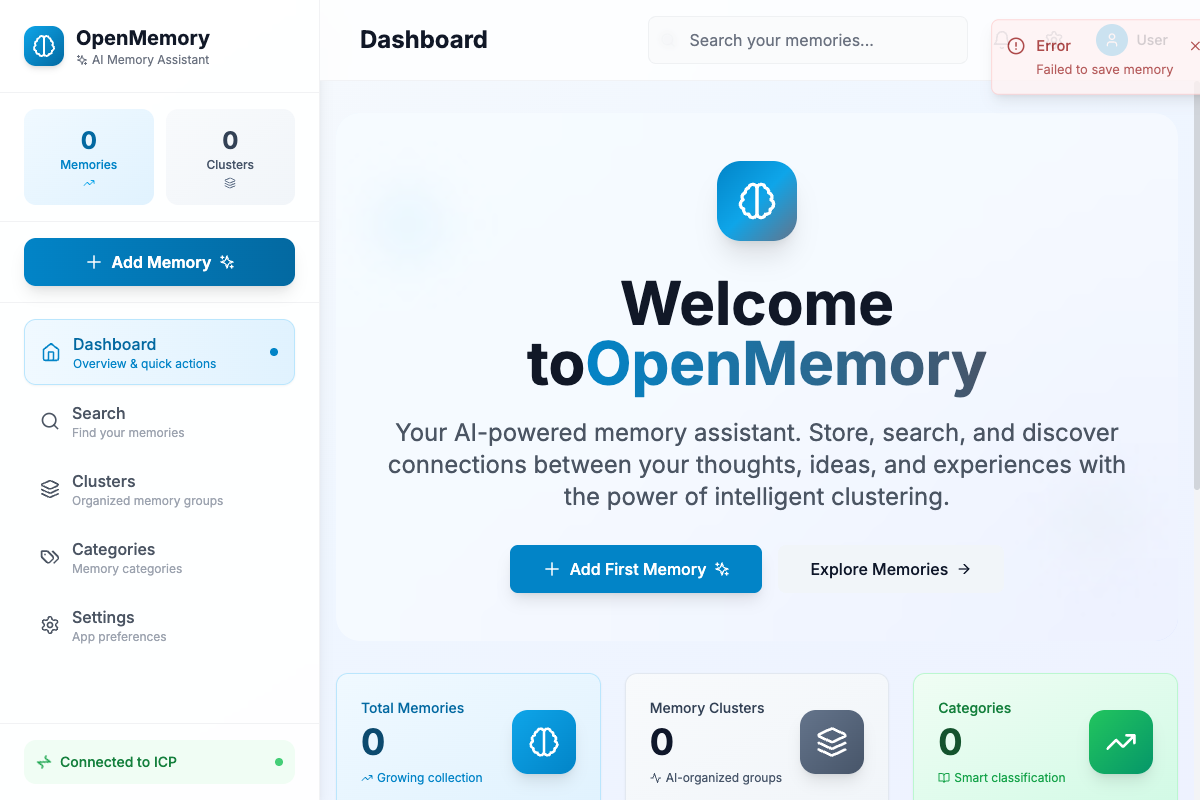 OpenMemory
AI Memory Assistant
0
Memories
0
Clusters
Add Memory
Dashboard
Overview & quick actions
Search
Find your memories
Clusters
Organized memory groups
Categories
Memory categories
Settings
App preferences
Connected to ICP
Dashboard
Search your memories...
User
Error
Failed to save memory
Welcome
toOpenMemory
Your AI-powered memory assistant. Store, search, and discover
connections between your thoughts, ideas, and experiences with
the power of intelligent clustering.
Add First Memory
Explore Memories
Total Memories
0
Growing collection
Memory Clusters
0
AI-organized groups
Categories
0
Smart classification